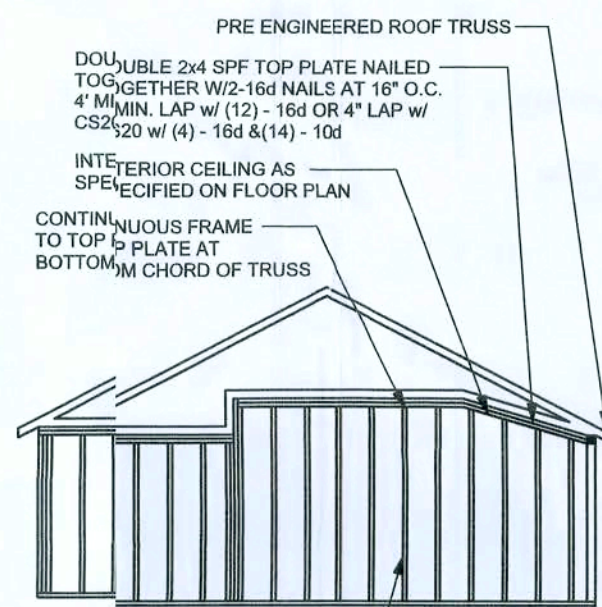 PRE ENGINEERED ROOF TRUSS
DOUBLE 2x4 SPF TOP PLATE NAILED
TOGETHER W/2-16d NAILS AT 16" O.C.
4' MIN. LAP w/ (12) - 16d OR 4" LAP w/
CS20 w/ (4) - 16d &(14) - 10d
INTERIOR CEILING AS
SPECIFIED ON FLOOR PLAN
CONTINUOUS FRAME
TO TOP PLATE AT
BOTTOM CHORD OF TRUSS